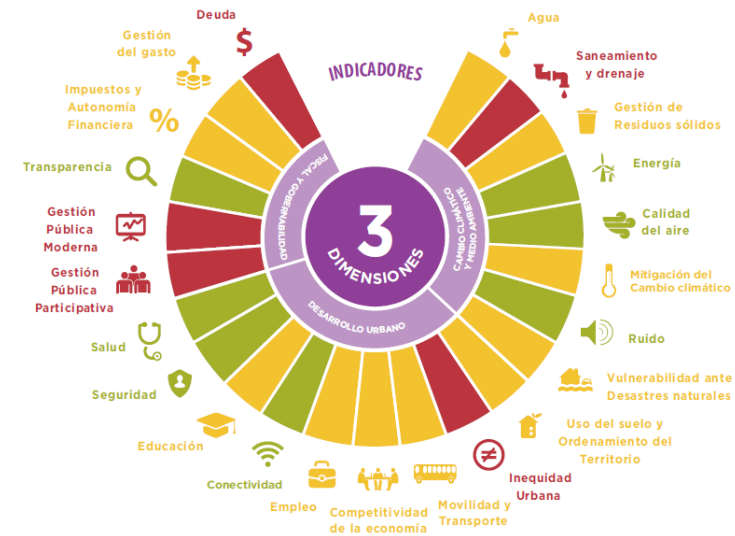 INDICADORES
Deuda
$
Gestión
del gasto
Impuestos y
Autonomía
Financiera
%
Transparencia
Gestión
Pública
Moderna
Gestión
Pública
Participativa
Salud
Seguridad
Educación
Conectividad
Empleo
Competitividad
de la economía
Movilidad y
Transporte
Inequidad
Urbana
Uso del suelo y
Ordenamiento del
Territorio
Vulnerabilidad ante
Desastres naturales
Ruido
Mitigación del
Cambio climático
Calidad
del aire
Energía
Gestión de
Residuos sólidos
Saneamiento
y drenaje
Agua
FISCAL Y GOBERNABILIDAD
CAMBIO CLIMÁTICO
Y MEDIO AMBIENTE
DESARROLLO URBANO
3
DIMENSIONES